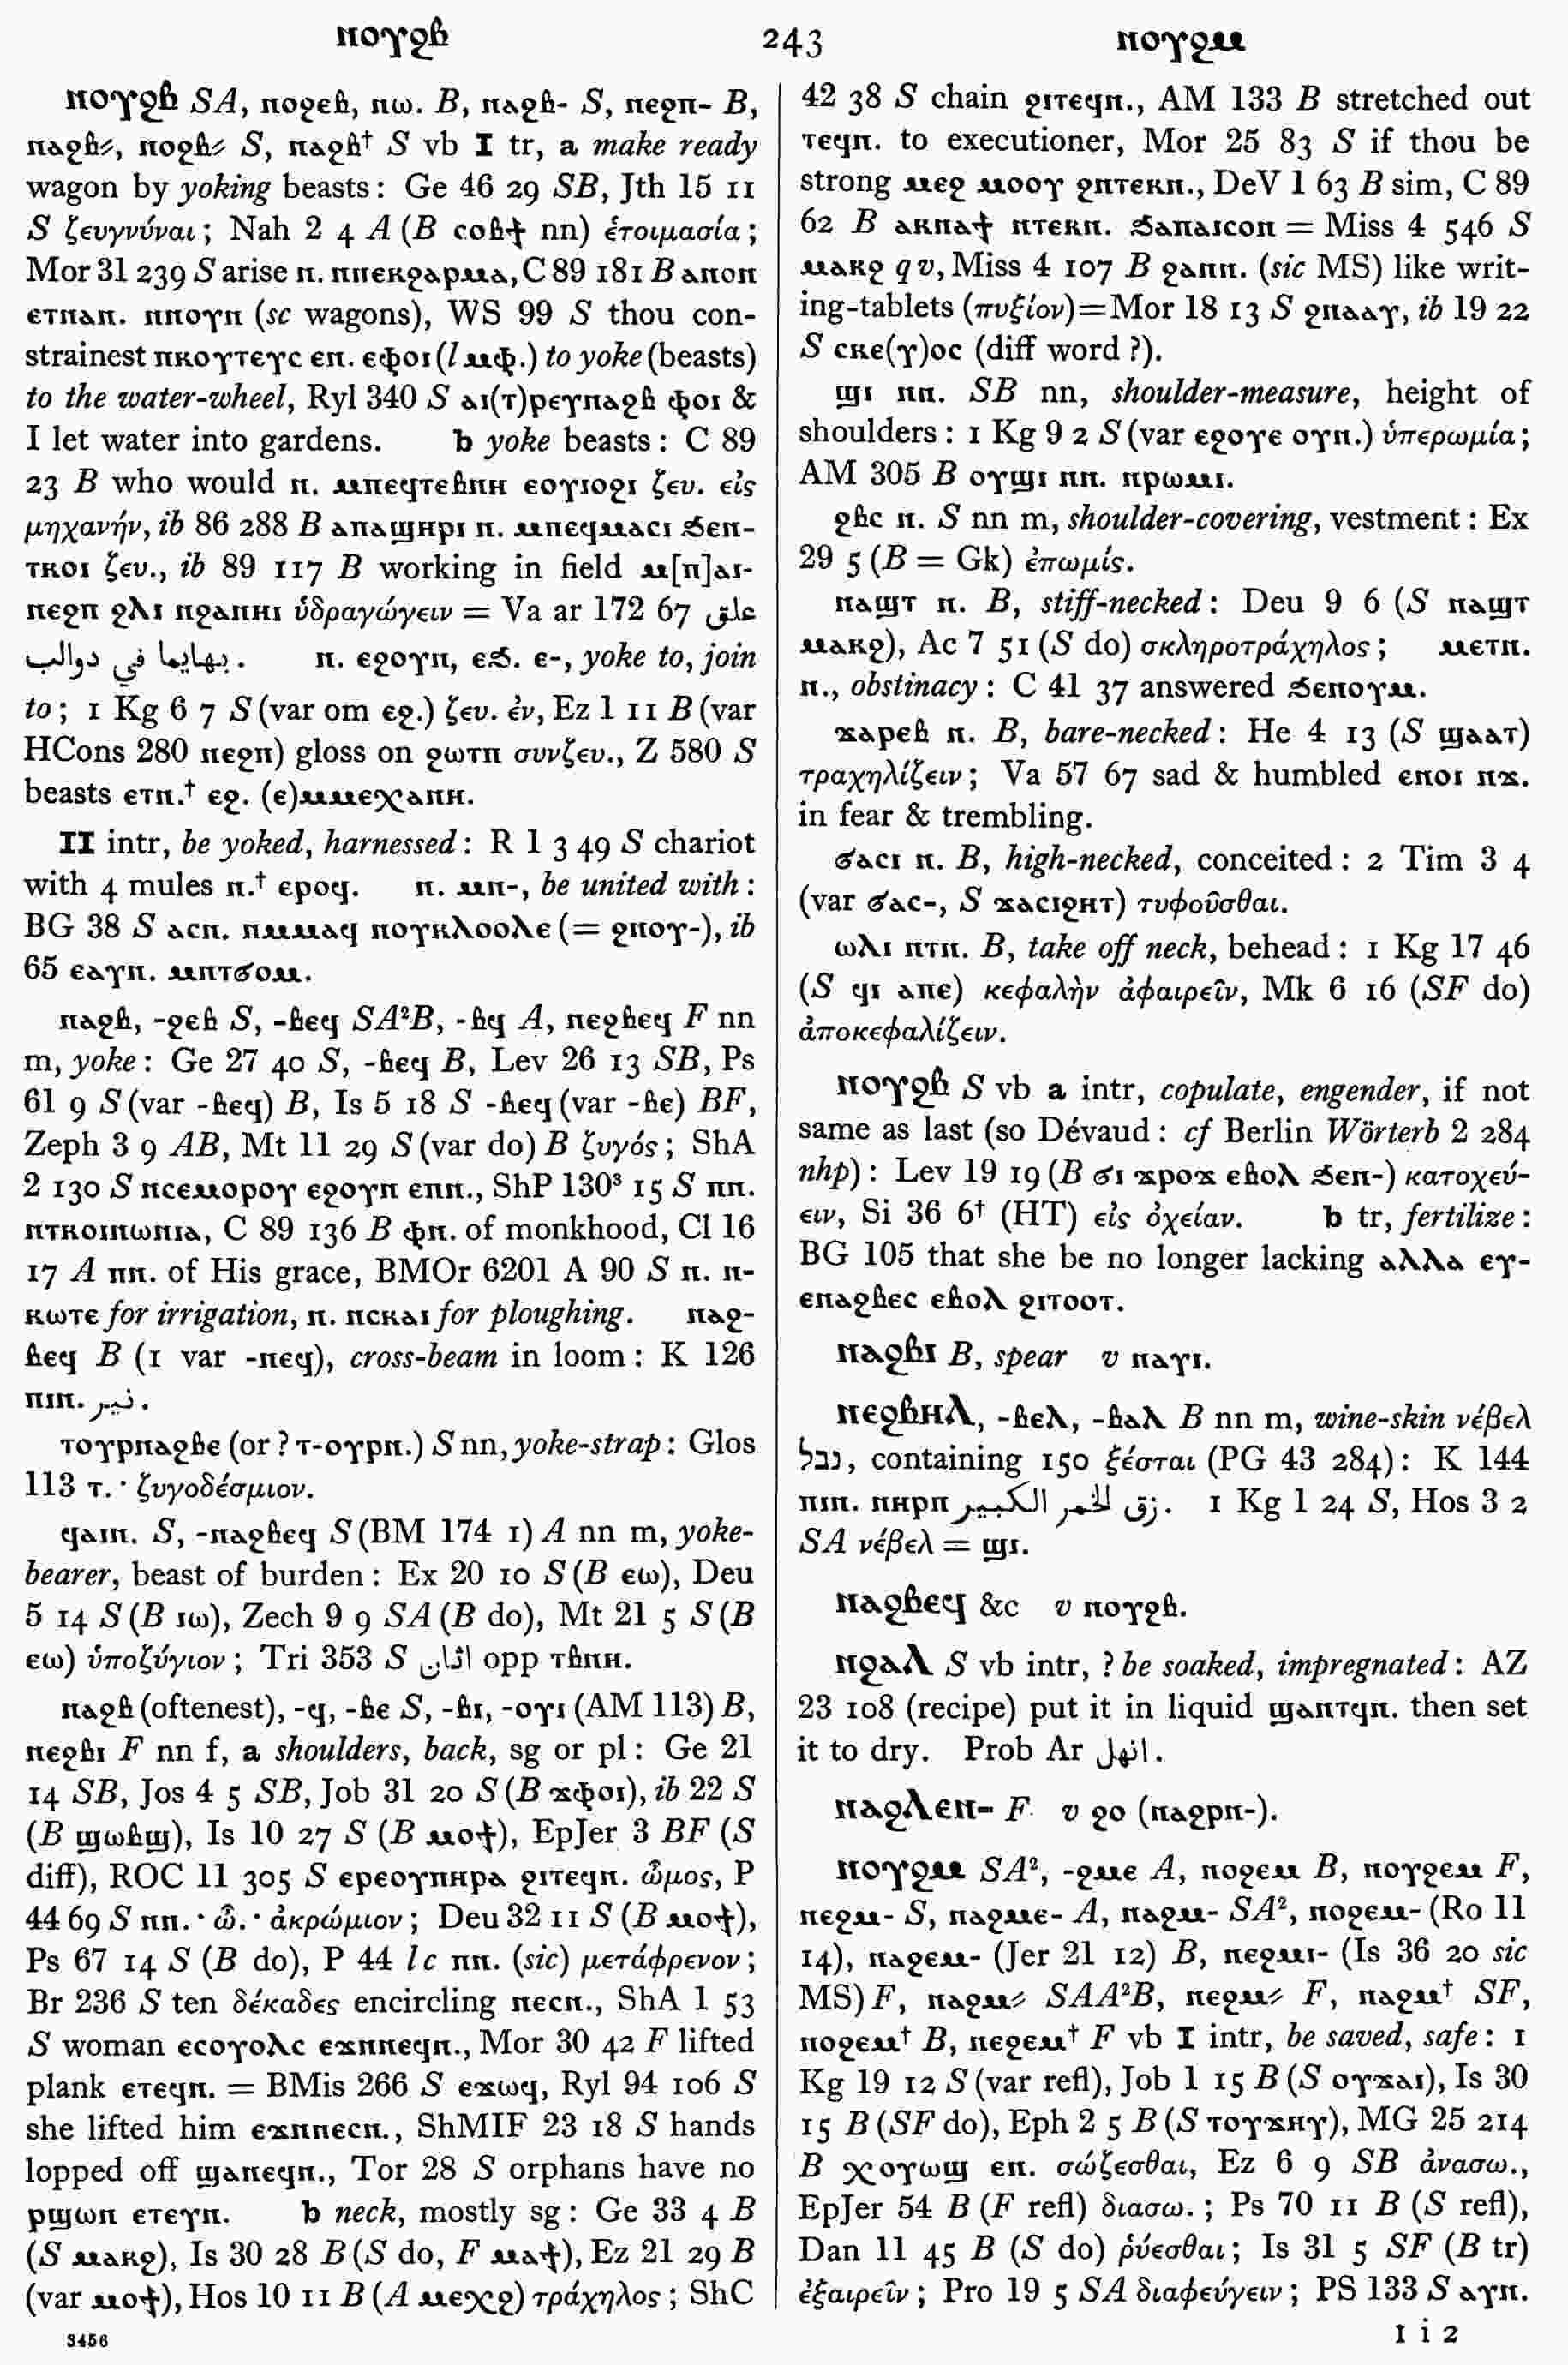 ⲛⲟⲩϩⲃ 243 ⲛⲟⲩϩⲙ
ⲛⲟⲩϩⲃ SA, ⲛⲟϩⲉⲃ, ⲛⲱ. B, ⲛⲁϩⲃ- S, ⲛⲉϩⲡ- B,
ⲛⲁϩⲃ⸗, ⲛⲟϩⲃ⸗ S, ⲛⲁϩⲃ† S vb I tr, a make ready
wagon by yoking beasts: Ge 46 29 SB, Jth 15 11
S ζευγνύναι; Nah 2 4 A (B ⲥⲟⲃϯ nn) ἑτοιμασία;
Mor 31 239 S arise ⲛ. ⲛⲡⲉⲕϩⲁⲣⲙⲁ, C 89 181 B ⲁⲛⲟⲛ
ⲉⲧⲛⲁⲛ. ⲛⲛⲟⲩⲛ (sc wagons), WS 99 S thou con-
strainest ⲛⲕⲟⲩⲧⲉⲩⲥ ⲉⲛ. ⲉⲫⲟⲓ (l ⲙⲫ.) to yoke (beasts)
to the water-wheel, Ryl 340 S ⲁⲓ(ⲧ)ⲣⲉⲩⲛⲁϩⲃ ⲫⲟⲓ &
I let water into gardens. b yoke beasts: C 89
23 B who would ⲛ. ⲙⲡⲉϥⲧⲉⲃⲛⲏ ⲉⲟⲩⲓⲟϩⲓ ζευ. εἰς
μηχανήν, ib 86 288 B ⲁⲡⲁϣⲏⲣⲓ ⲛ. ⲙⲡⲉϥⲙⲁⲥⲓ ϧⲉⲛ-
ⲧⲕⲟⲓ ζευ., ib 89 117 B working in field ⲙ[ⲡ]ⲁⲓ-
ⲛⲉϩⲡ ϩⲗⲓ ⲛϩⲁⲛⲏⲓ ὑδραγώγειν = Va ar 172 67 علق
بهايما في دواليب. ⲛ. ⲉϩⲟⲩⲛ, ⲉϧ. ⲉ-, yoke to, join
to; 1 Kg 6 7 S (var om ⲉϩ.) ζευ. ἐν, Ez 1 11 B (var
HCons 280 ⲛⲉϩⲡ) gloss on ϩⲱⲧⲡ συνζευ., Z 580 S
beasts ⲉⲧⲛ.† ⲉϩ. (ⲉ)ⲙⲙⲉⲭⲁⲛⲏ.
II intr, be yoked, harnessed: R 1 3 49 S chariot
with 4 mules ⲛ.† ⲉⲣⲟϥ. ⲛ. ⲙⲛ-, be united with:
BG 38 S ⲁⲥⲛ. ⲛⲙⲙⲁϥ ⲛⲟⲩⲕⲗⲟⲟⲗⲉ (= ϩⲛⲟⲩ-), ib
65 ⲉⲁⲩⲛ. ⲙⲛⲧϭⲟⲙ.
ⲛⲁϩⲃ, -ϩⲉⲃ S, -ⲃⲉϥ SA²B, -ⲃϥ A, ⲛⲉϩⲃⲉϥ F nn
m, yoke: Ge 27 40 S, -ⲃⲉϥ B, Lev 26 13 SB, Ps
61 9 S (var -ⲃⲉϥ) B, Is 5 18 S -ⲃⲉϥ (var -ⲃⲉ) BF,
Zeph 3 9 AB, Mt 11 29 S (var do) B ζυγός; ShA
2 130 S ⲛⲥⲉⲙⲟⲣⲟⲩ ⲉϩⲟⲩⲛ ⲉⲡⲛ., ShP 130³ 15 S ⲡⲛ.
ⲛⲧⲕⲟⲓⲛⲱⲛⲓⲁ, C 89 136 B ⲫⲛ. of monkhood, Cl 16
17 A ⲡⲛ. of His grace, BMOr 6201 A 90 S ⲛ. ⲛ-
ⲕⲱⲧⲉ for irrigation, ⲛ. ⲛⲥⲕⲁⲓ for ploughing. ⲛⲁϩ-
ⲃⲉϥ B (1 var -ⲛⲉϥ), cross-beam in loom: K 126
ⲡⲓⲛ. نير.
ⲧⲟⲩⲣⲛⲁϩⲃⲉ (or ? ⲧ-ⲟⲩⲣⲛ.) S nn, yoke-strap: Glos
113 ⲧ. · ζυγοδέσμιον.
ϥⲁⲓⲛ. S, -ⲛⲁϩⲃⲉϥ S (BM 174 1) A nn m, yoke-
bearer, beast of burden: Ex 20 10 S (B ⲉⲱ), Deu
5 14 S (B ⲓⲱ), Zech 9 9 SA (B do), Mt 21 5 S (B
ⲉⲱ) ὑποζύγιον; Tri 353 S اتان opp ⲧⲃⲛⲏ.
ⲛⲁϩⲃ (oftenest), -ϥ, -ⲃⲉ S, -ⲃⲓ, -ⲟⲩⲓ (AM 113) B,
ⲛⲉϩⲃⲓ F nn f, a shoulders, back, sg or pl: Ge 21
14 SB, Jos 4 5 SB, Job 31 20 S (B ϫⲫⲟⲓ), ib 22 S
(B ϣⲱⲃϣ), Is 10 27 S (B ⲙⲟϯ), EpJer 3 BF (S
diff), ROC 11 305 S ⲉⲣⲉⲟⲩⲡⲏⲣⲁ ϩⲓⲧⲉϥⲛ. ὦμος, P
44 69 S ⲡⲛ. · ὦ. · ἀκρώμιον; Deu 32 11 S (B ⲙⲟϯ),
Ps 67 14 S (B do), P 44 l c ⲡⲛ. (sic) μετάφρενον;
Br 236 S ten δέκαδες encircling ⲡⲉⲥⲛ., ShA 1 53
S woman ⲉⲥⲟⲩⲟⲗⲥ ⲉϫⲙⲡⲉϥⲛ., Mor 30 42 F lifted
plank ⲉⲧⲉϥⲛ. = BMis 266 S ⲉϫⲱϥ, Ryl 94 106 S
she lifted him ⲉϫⲛⲛⲉⲥⲛ., ShMIF 23 18 S hands
lopped off ϣⲁⲛⲉϥⲛ., Tor 28 S orphans have no
ⲣϣⲱⲛ ⲉⲧⲉⲩⲛ. b neck, mostly sg: Ge 33 4 B
(S ⲙⲁⲕϩ), Is 30 28 B (S do, F ⲙⲁϯ), Ez 21 29 B
(var ⲙⲟϯ), Hos 10 11 B (A ⲙⲉⲭϩ) τράχηλος; ShC
3456
42 38 S chain ϩⲓⲧⲉϥⲛ., AM 133 B stretched out
ⲧⲉϥⲛ. to executioner, Mor 25 83 S if thou be
strong ⲙⲉϩ ⲙⲟⲟⲩ ϩⲛⲧⲉⲕⲛ., DeV 1 63 B sim, C 89
62 B ⲁⲕⲛⲁϯ ⲛⲧⲉⲕⲛ. ϧⲁⲡⲁⲓⲥⲟⲛ = Miss 4 546 S
ⲙⲁⲕϩ q v, Miss 4 107 B ϩⲁⲛⲛ. (sic MS) like writ-
ing-tablets (πυξίον)=Mor 18 13 S ϩⲛⲁⲁⲩ, ib 19 22
S ⲥⲕⲉ(ⲩ)ⲟⲥ (diff word ?).
ϣⲓ ⲛⲛ. SB nn, shoulder-measure, height of
shoulders: 1 Kg 9 2 S (var ⲉϩⲟⲩⲉ ⲟⲩⲛ.) ὑπερωμία;
AM 305 B ⲟⲩϣⲓ ⲛⲛ. ⲛⲣⲱⲙⲓ.
ϩⲃⲥ ⲛ. S nn m, shoulder-covering, vestment: Ex
29 5 (B = Gk) ἐπωμίς.
ⲛⲁϣⲧ ⲛ. B, stiff-necked: Deu 9 6 (S ⲛⲁϣⲧ
ⲙⲁⲕϩ), Ac 7 51 (S do) σκληροτράχηλος; ⲙⲉⲧⲛ.
ⲛ., obstinacy: C 41 37 answered ϧⲉⲛⲟⲩⲙ.
ϫⲁⲣⲉⲃ ⲛ. B, bare-necked: He 4 13 (S ϣⲁⲁⲧ)
τραχηλίζειν; Va 57 67 sad & humbled ⲉⲛⲟⲓ ⲛϫ.
in fear & trembling.
ϭⲁⲥⲓ ⲛ. B, high-necked, conceited: 2 Tim 3 4
(var ϭⲁⲥ-, S ϫⲁⲥⲓϩⲏⲧ) τυφοῦσθαι.
ⲱⲗⲓ ⲛⲧⲛ. B, take off neck, behead: 1 Kg 17 46
(S ϥⲓ ⲁⲡⲉ) κεφαλὴν ἀφαιρεῖν, Mk 6 16 (SF do)
ἀποκεφαλίζειν.
ⲛⲟⲩϩⲃ S vb a intr, copulate, engender, if not
same as last (so Dévaud: cf Berlin Wörterb 2 284
nhp): Lev 19 19 (B ϭⲓ ϫⲣⲟϫ ⲉⲃⲟⲗ ϧⲉⲛ-) κατοχεύ-
ειν, Si 36 6† (HT) εἰς ὀχείαν. b tr, fertilize:
BG 105 that she be no longer lacking ⲁⲗⲗⲁ ⲉⲩ-
ⲉⲛⲁϩⲃⲉⲥ ⲉⲃⲟⲗ ϩⲓⲧⲟⲟⲧ.
ⲛⲁϩⲃⲓ B, spear v ⲛⲁⲩⲓ.
ⲛⲉϩⲃⲏⲗ, -ⲃⲉⲗ, -ⲃⲁⲗ B nn m, wine-skin νέβελ
נבל, containing 150 ξέσται (PG 43 284): K 144
ⲡⲓⲛ. ⲛⲏⲣⲡ زق الخمر الكبير. 1 Kg 1 24 S, Hos 3 2
SA νέβελ = ϣⲓ.
ⲛⲁϩⲃⲉϥ &c v ⲛⲟⲩϩⲃ.
ⲛϩⲁⲗ S vb intr, ? be soaked, impregnated: AZ
23 108 (recipe) put it in liquid ϣⲁⲛⲧϥⲛ. then set
it to dry. Prob Ar انهل.
ⲛⲁϩⲗⲉⲛ- F v ϩⲟ (ⲛⲁϩⲣⲛ-).
ⲛⲟⲩϩⲙ SA², -ϩⲙⲉ A, ⲛⲟϩⲉⲙ B, ⲛⲟⲩϩⲉⲙ F,
ⲛⲉϩⲙ- S, ⲛⲁϩⲙⲉ- A, ⲛⲁϩⲙ- SA², ⲛⲟϩⲉⲙ- (Ro 11
14), ⲛⲁϩⲉⲙ- (Jer 21 12) B, ⲛⲉϩⲙⲓ- (Is 36 20 sic
MS) F, ⲛⲁϩⲙ⸗ SAA²B, ⲛⲉϩⲙ⸗ F, ⲛⲁϩⲙ† SF,
ⲛⲟϩⲉⲙ† B, ⲛⲉϩⲉⲙ† F vb I intr, be saved, safe: 1
Kg 19 12 S (var refl), Job 1 15 B (S ⲟⲩϫⲁⲓ), Is 30
15 B (SF do), Eph 2 5 B (S ⲧⲟⲩϫⲏⲩ), MG 25 214
B ⲭⲟⲩⲱϣ ⲉⲛ. σώζεσθαι, Ez 6 9 SB ἀνασω.,
EpJer 54 B (F refl) διασω.; Ps 70 11 B (S refl),
Dan 11 45 B (S do) ῥύεσθαι; Is 31 5 SF (B tr)
ἐξαιρεῖν; Pro 19 5 SA διαφεύγειν; PS 133 S ⲁⲩⲛ.
I i 2